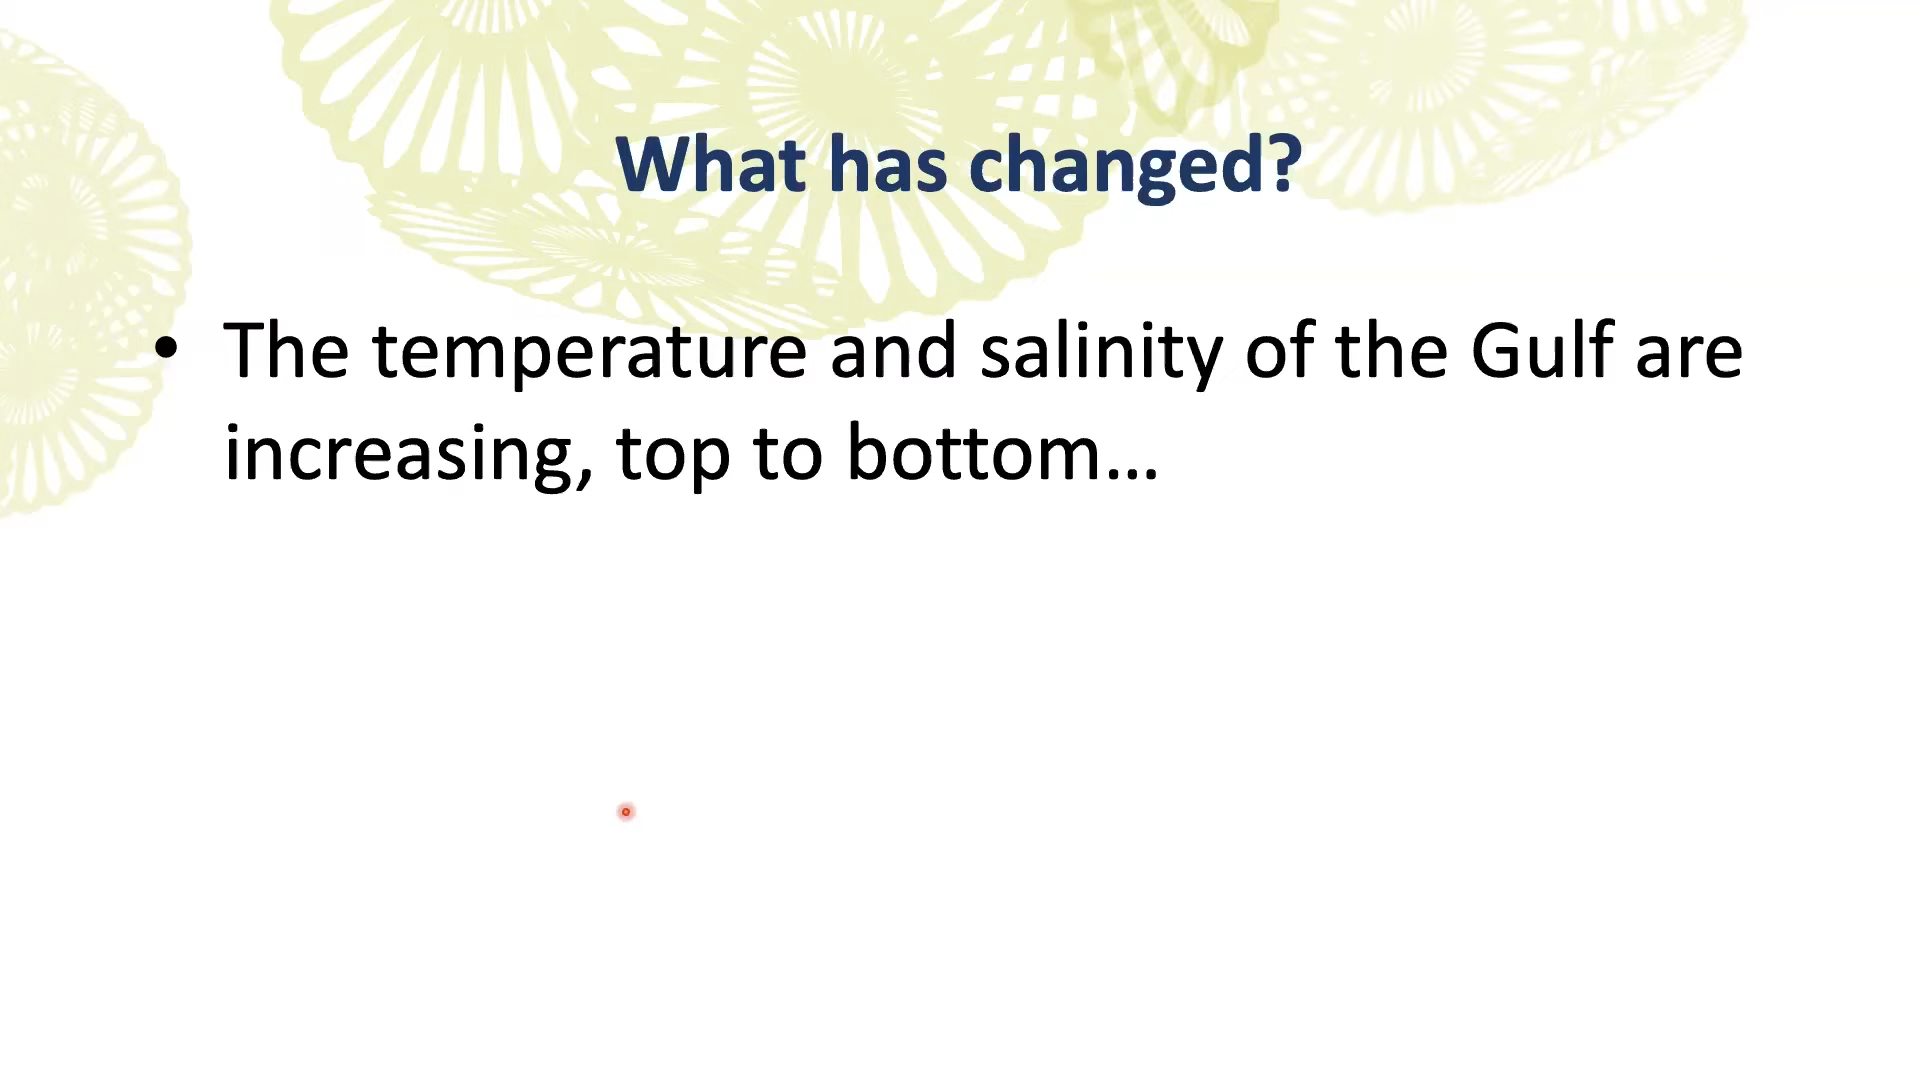 What has changed?
• The temperature and salinity of the Gulf are
increasing, top to bottom...